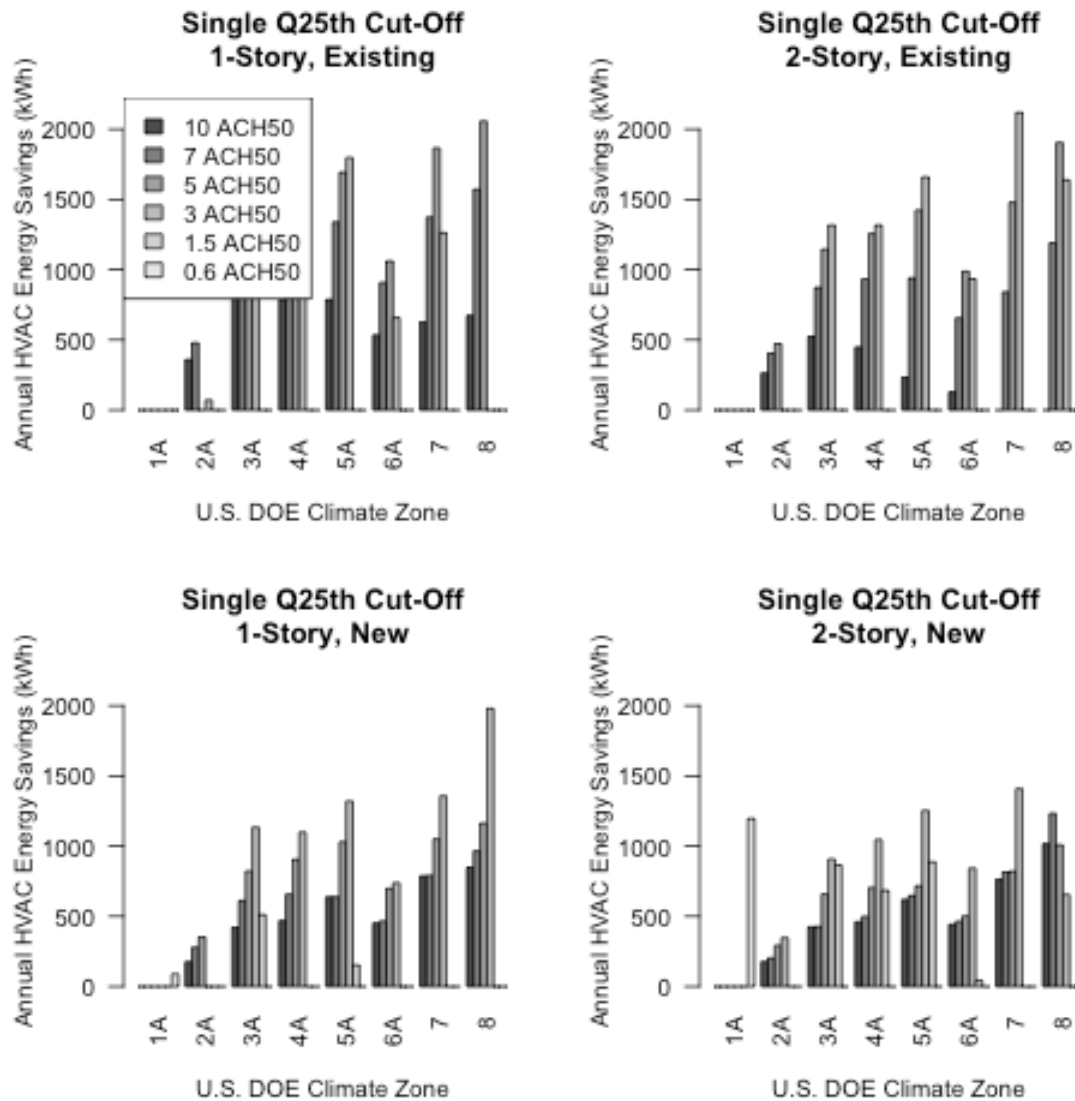 Single Q25th Cut-Off
1-Story, Existing
Annual HVAC Energy Savings (kWh)
2000
1500
1000
500
0
10 ACH50
7 ACH50
5 ACH50
3 ACH50
1.5 ACH50
0.6 ACH50
1A 2A 3A 4A 5A 6A 7 8
U.S. DOE Climate Zone
Single Q25th Cut-Off
2-Story, Existing
Annual HVAC Energy Savings (kWh)
2000
1500
1000
500
0
1A 2A 3A 4A 5A 6A 7 8
U.S. DOE Climate Zone
Single Q25th Cut-Off
1-Story, New
Annual HVAC Energy Savings (kWh)
2000
1500
1000
500
0
1A 2A 3A 4A 5A 6A 7 8
U.S. DOE Climate Zone
Single Q25th Cut-Off
2-Story, New
Annual HVAC Energy Savings (kWh)
2000
1500
1000
500
0
1A 2A 3A 4A 5A 6A 7 8
U.S. DOE Climate Zone